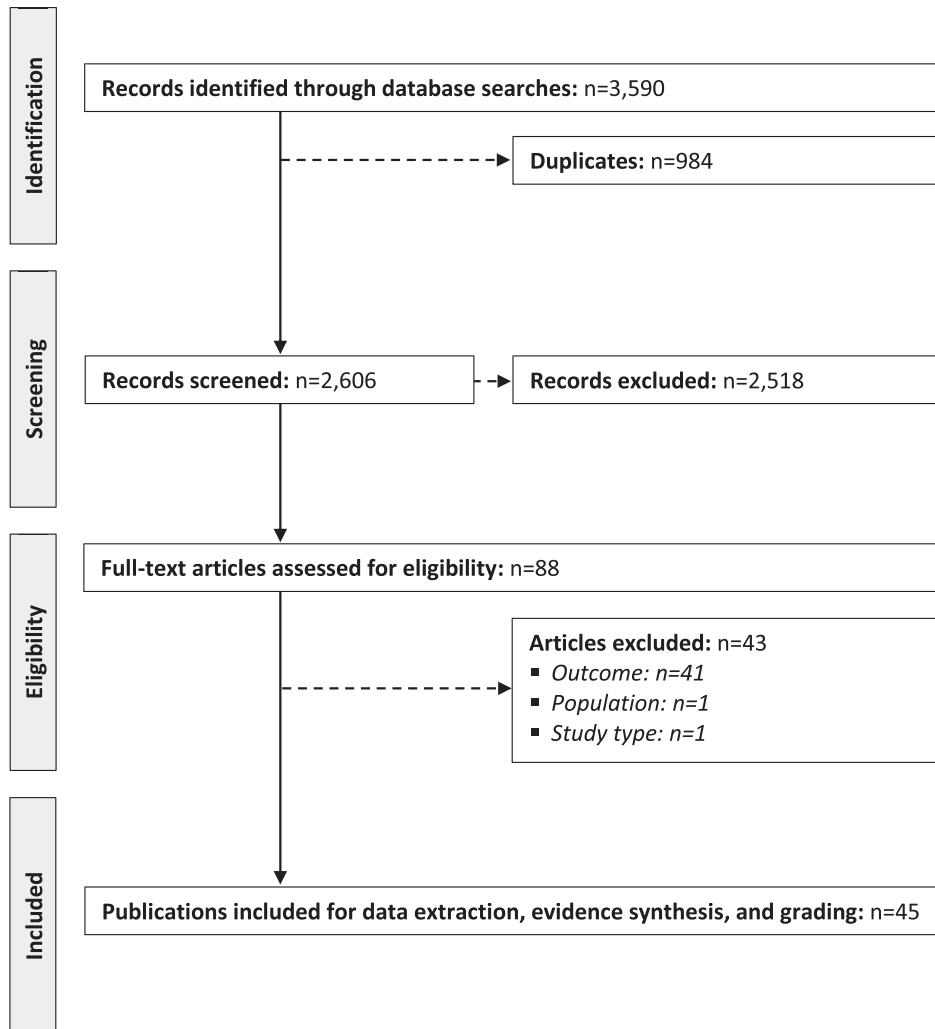 Identification
Records identified through database searches: n=3,590
Duplicates: n=984
Screening
Records screened: n=2,606
Records excluded: n=2,518
Eligibility
Full-text articles assessed for eligibility: n=88
Articles excluded: n=43
▪ Outcome: n=41
▪ Population: n=1
▪ Study type: n=1
Included
Publications included for data extraction, evidence synthesis, and grading: n=45